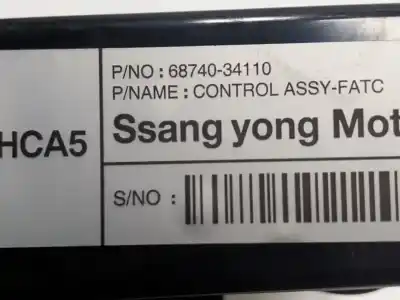 P/NO : 68740-34110
P/NAME : CONTROL ASSY-FATC
HCA5
Ssang yong Mot
S/NO :